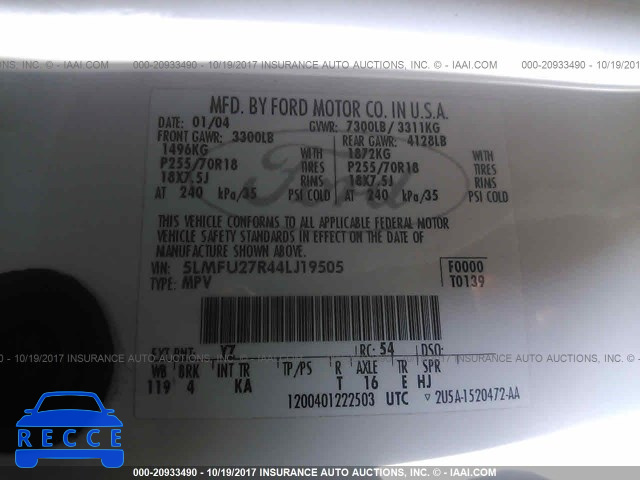 000-20933490 - 10/19/2017 INSURANCE AUTO AUCTIONS, INC. - © IAAI.COM
MFD. BY FORD MOTOR CO. IN U.S.A.
DATE: 01/04 GVWR: 7300LB / 3311KG
FRONT GAWR: 3300LB REAR GAWR: 4128LB
1496KG WITH 1872KG WITH
P255/70R18 TIRES P255/70R18 TIRES
18X7.5J RIMS 18X7.5J RIMS
AT 240 kPa/35 PSI COLD AT 240 kPa/35 PSI COLD
Ford
THIS VEHICLE CONFORMS TO ALL APPLICABLE FEDERAL MOTOR
VEHICLE SAFETY STANDARDS IN EFFECT ON THE DATE OF
MANUFACTURE SHOWN ABOVE.
VIN: 5LMFU27R44LJ19505 F0000
TYPE: MPV T0139
EXT PNT: YZ RC: 54 DSO:
WB BRK INT TR TP/PS R AXLE TR SPR
119 4 KA T 16 E HJ
1200401222503 UTC ▽ 2U5A-1520472-AA
RECCE
000-20933490 - 10/19/2017 INSURANCE AUTO AUCTIONS, INC. - © IAAI.COM